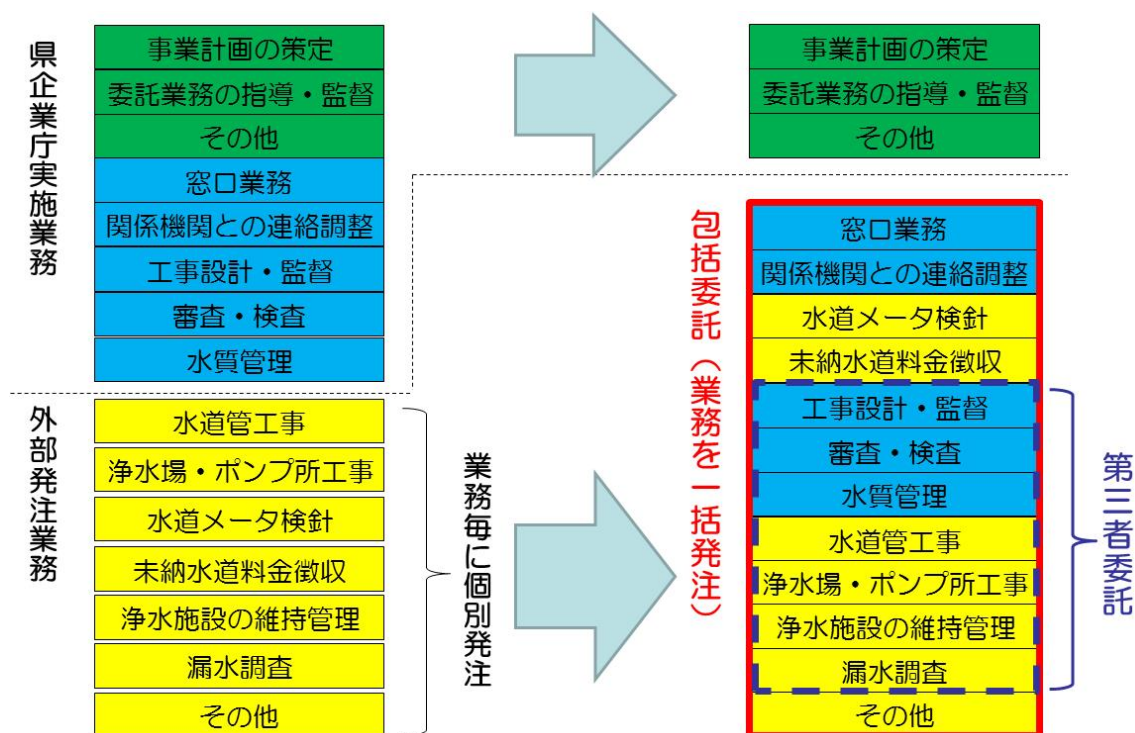 県企業庁実施業務
事業計画の策定
委託業務の指導・監督
その他
窓口業務
関係機関との連絡調整
工事設計・監督
審査・検査
水質管理
外部発注業務
水道管工事
浄水場・ポンプ所工事
水道メータ検針
未納水道料金徴収
浄水施設の維持管理
漏水調査
その他
業務毎に個別発注
事業計画の策定
委託業務の指導・監督
その他
包括委託（業務を一括発注）
窓口業務
関係機関との連絡調整
水道メータ検針
未納水道料金徴収
工事設計・監督
審査・検査
水質管理
水道管工事
浄水場・ポンプ所工事
浄水施設の維持管理
漏水調査
その他
第三者委託